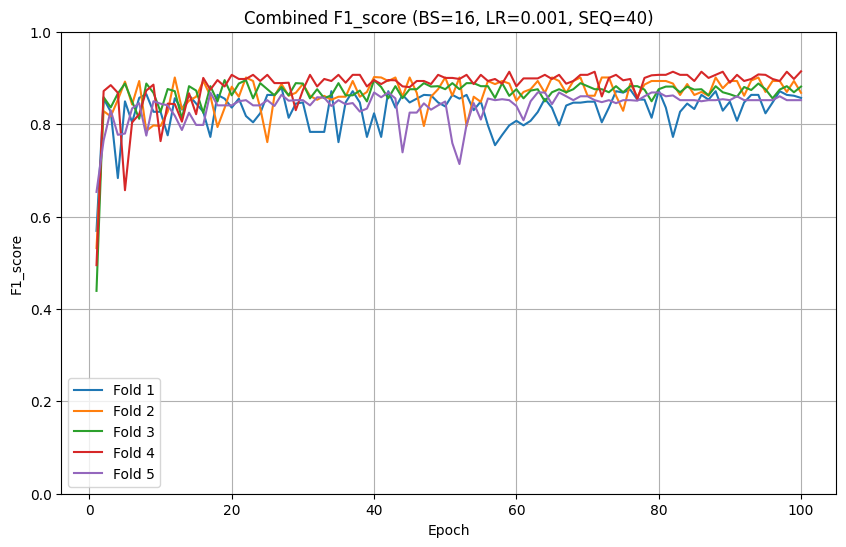 Combined F1_score (BS=16, LR=0.001, SEQ=40)
1.0
0.8
0.6
0.4
0.2
0.0
F1_score
Fold 1
Fold 2
Fold 3
Fold 4
Fold 5
0 20 40 60 80 100
Epoch